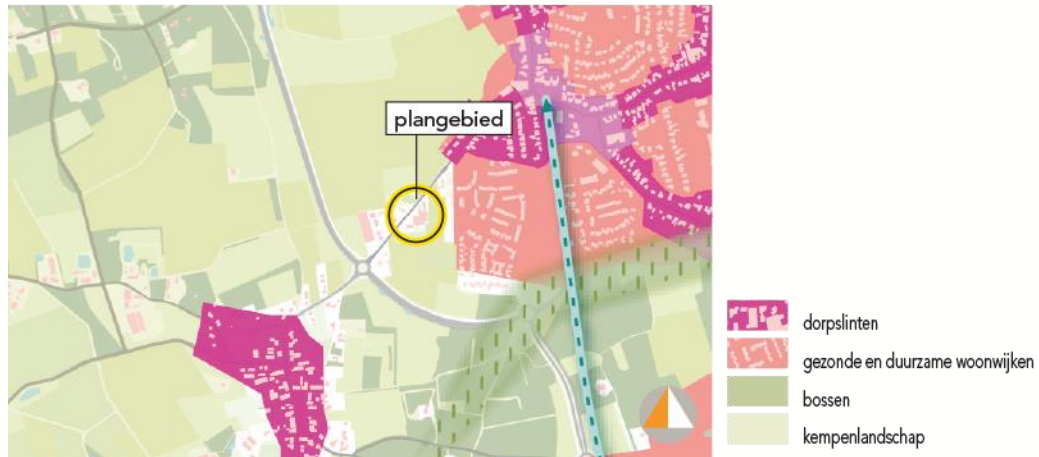 plangebied
dorpslinten
gezonde en duurzame woonwijken
bossen
kempenlandschap